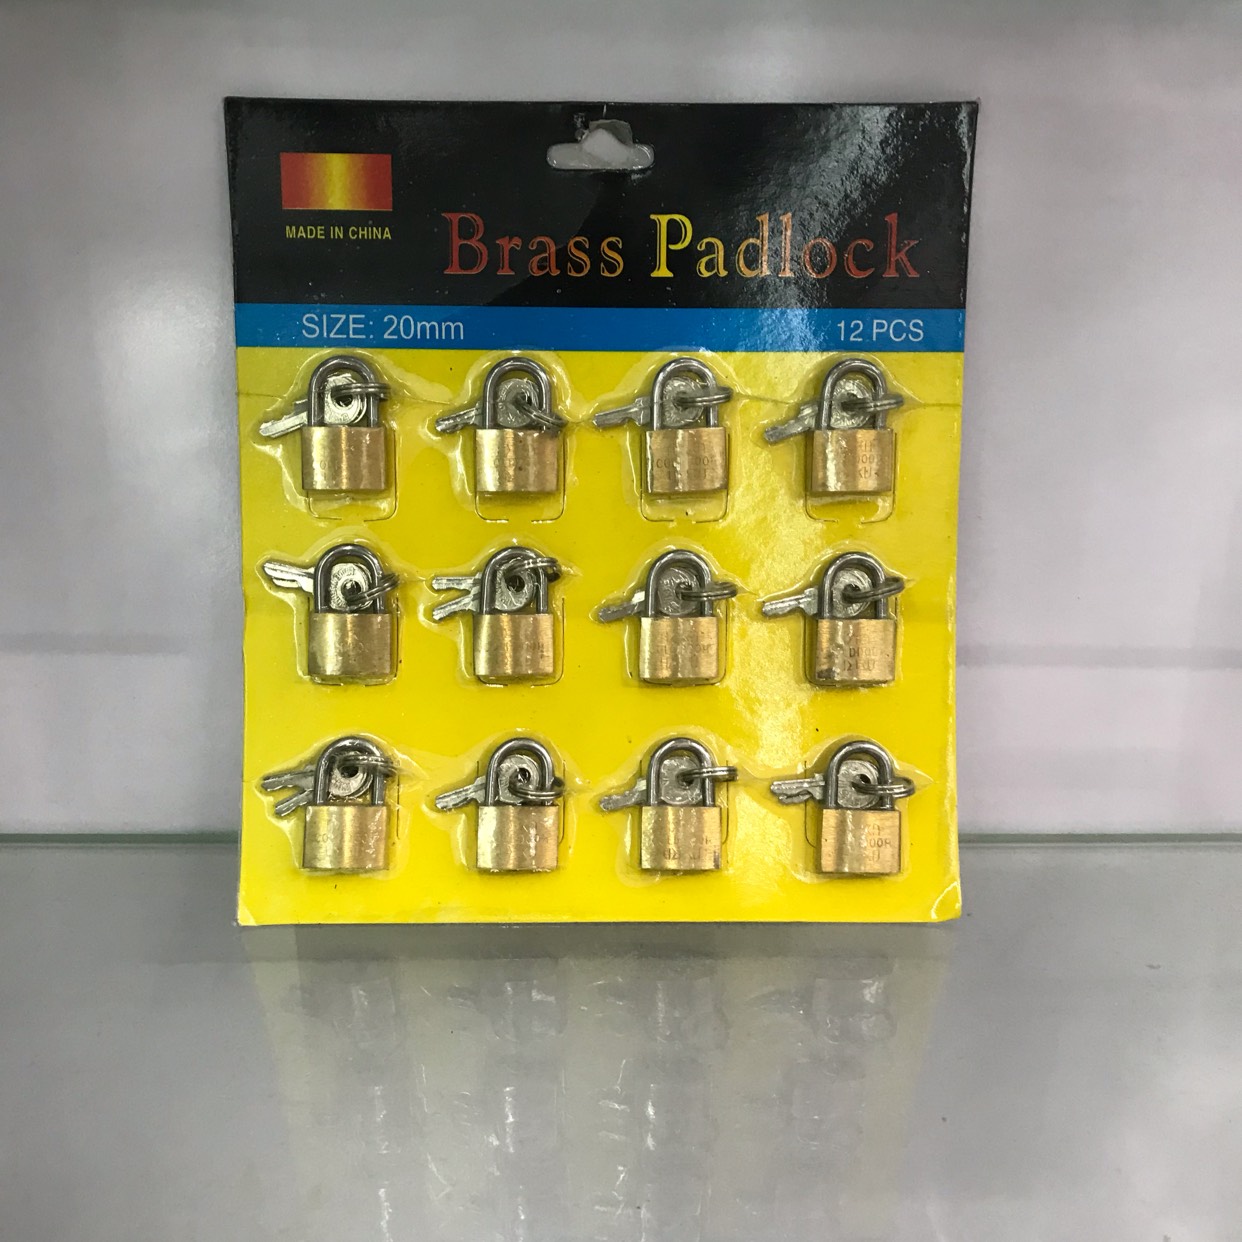 MADE IN CHINA
Brass Padlock
SIZE: 20mm
12 PCS